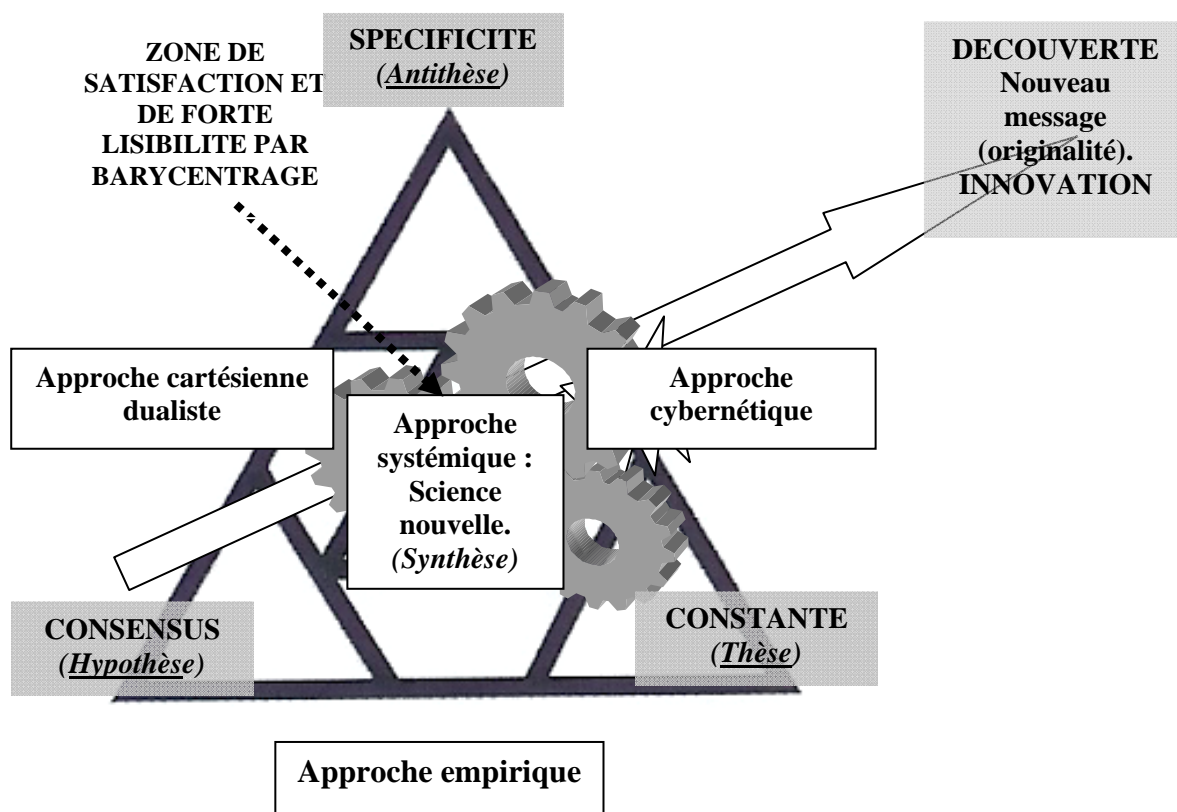 ZONE DE
SATISFACTION ET
DE FORTE
LISIBILITE PAR
BARYCENTRAGE
SPECIFICITE
(Antithèse)
DECOUVERTE
Nouveau
message
(originalité).
INNOVATION
Approche cartésienne
dualiste
Approche
systémique :
Science
nouvelle.
(Synthèse)
Approche
cybernétique
CONSENSUS
(Hypothèse)
CONSTANTE
(Thèse)
Approche empirique